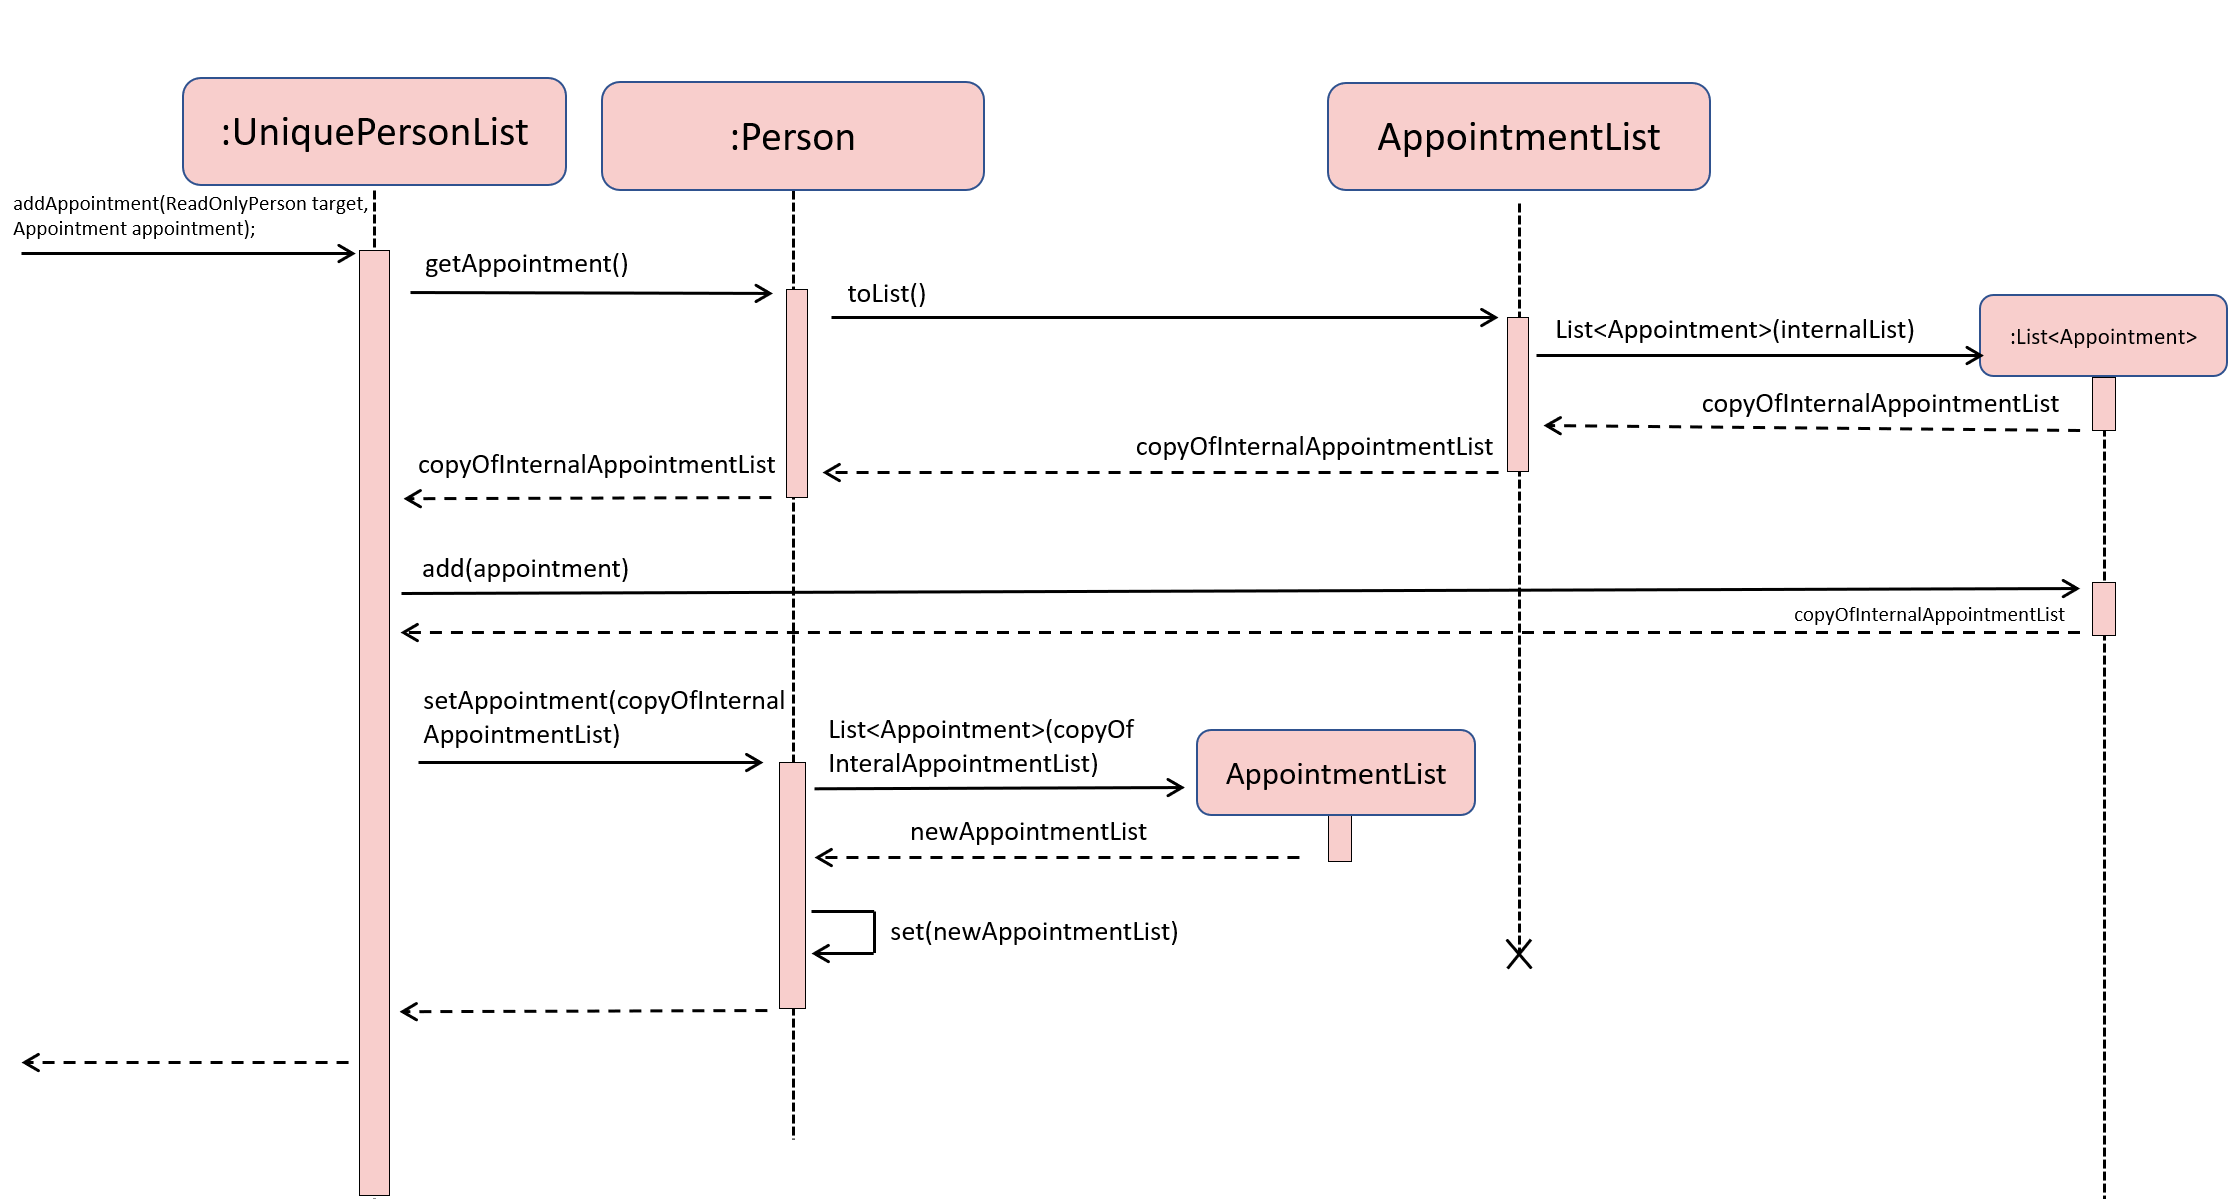 :UniquePersonList
:Person
AppointmentList
addAppointment(ReadOnlyPerson target,
Appointment appointment);
getAppointment()
toList()
List<Appointment>(internalList)
:List<Appointment>
copyOfInternalAppointmentList
copyOfInternalAppointmentList
copyOfInternalAppointmentList
add(appointment)
copyOfInternalAppointmentList
setAppointment(copyOfInternal
AppointmentList)
List<Appointment>(copyOf
InteralAppointmentList)
AppointmentList
newAppointmentList
set(newAppointmentList)